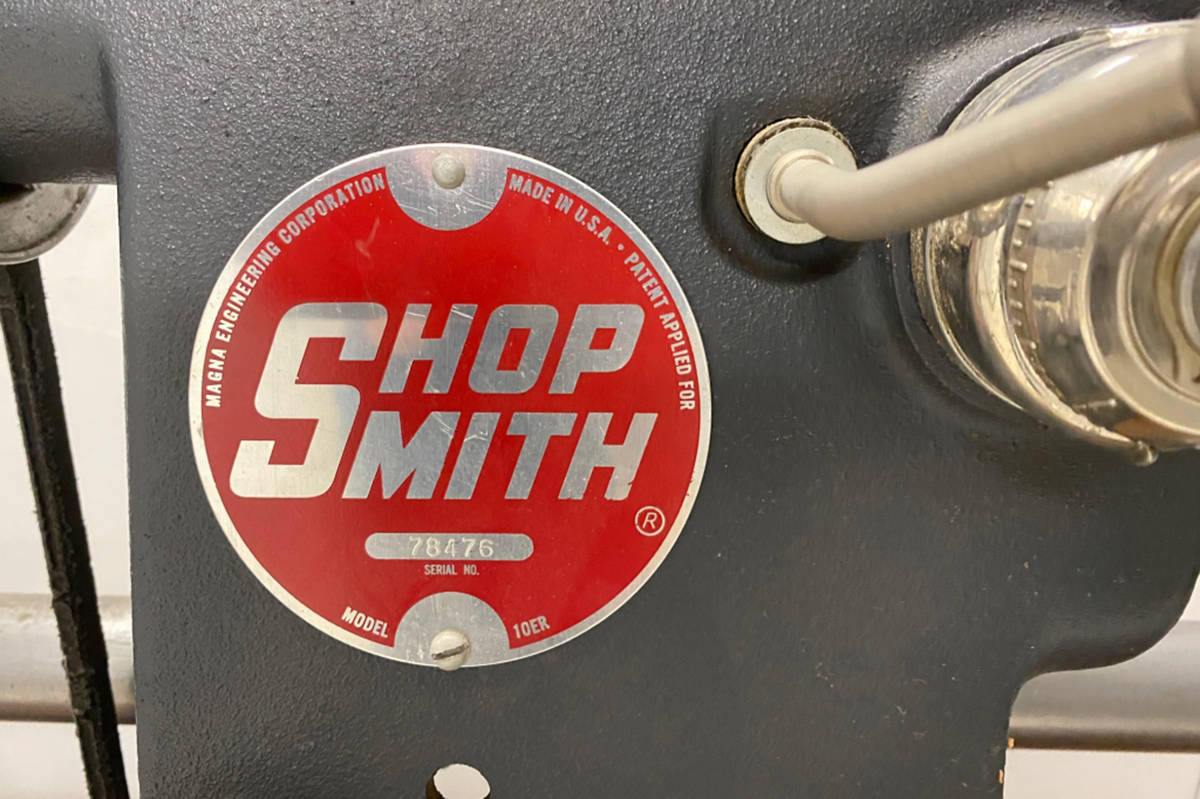 MAGNA ENGINEERING CORPORATION
MADE IN U.S.A. • PATENT APPLIED FOR
SHOP
SMITH
®
78476
SERIAL NO.
MODEL 10ER